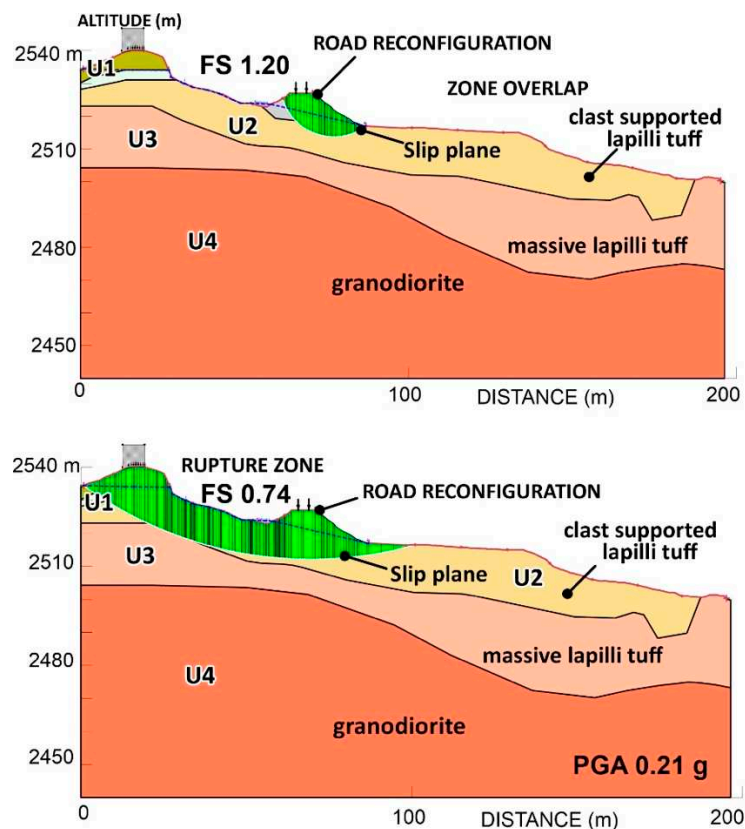 ALTITUDE (m)
2540 m
U1
FS 1.20
ROAD RECONFIGURATION
ZONE OVERLAP
clast supported
lapilli tuff
U2
Slip plane
2510
U3
massive lapilli tuff
U4
2480
granodiorite
2450
0
100
DISTANCE (m)
200
2540 m
RUPTURE ZONE
U1
FS 0.74
ROAD RECONFIGURATION
clast supported
lapilli tuff
U3
2510
Slip plane
U2
massive lapilli tuff
2480
U4
granodiorite
2450
PGA 0.21 g
0
100
DISTANCE (m)
200